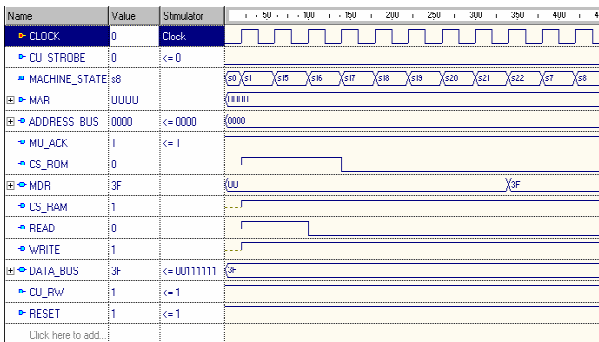 Name Value Stimulator 50 100 150 200 250 300 350 400
CLOCK 0 Clock
CU_STROBE 0 <= 0
MACHINE_STATE s8 s0 s1 s15 s16 s17 s18 s19 s20 s21 s22 s7 s8
MAR UUUU UUUU
ADDRESS_BUS 0000 <= 0000 0000
MU_ACK 1 <= 1
CS_ROM 0
MDR 3F UU 3F
CS_RAM 1
READ 0
WRITE 1
DATA_BUS 3F <= 00111111 3F
CU_RW 1 <= 1
RESET 1 <= 1
Click here to add...